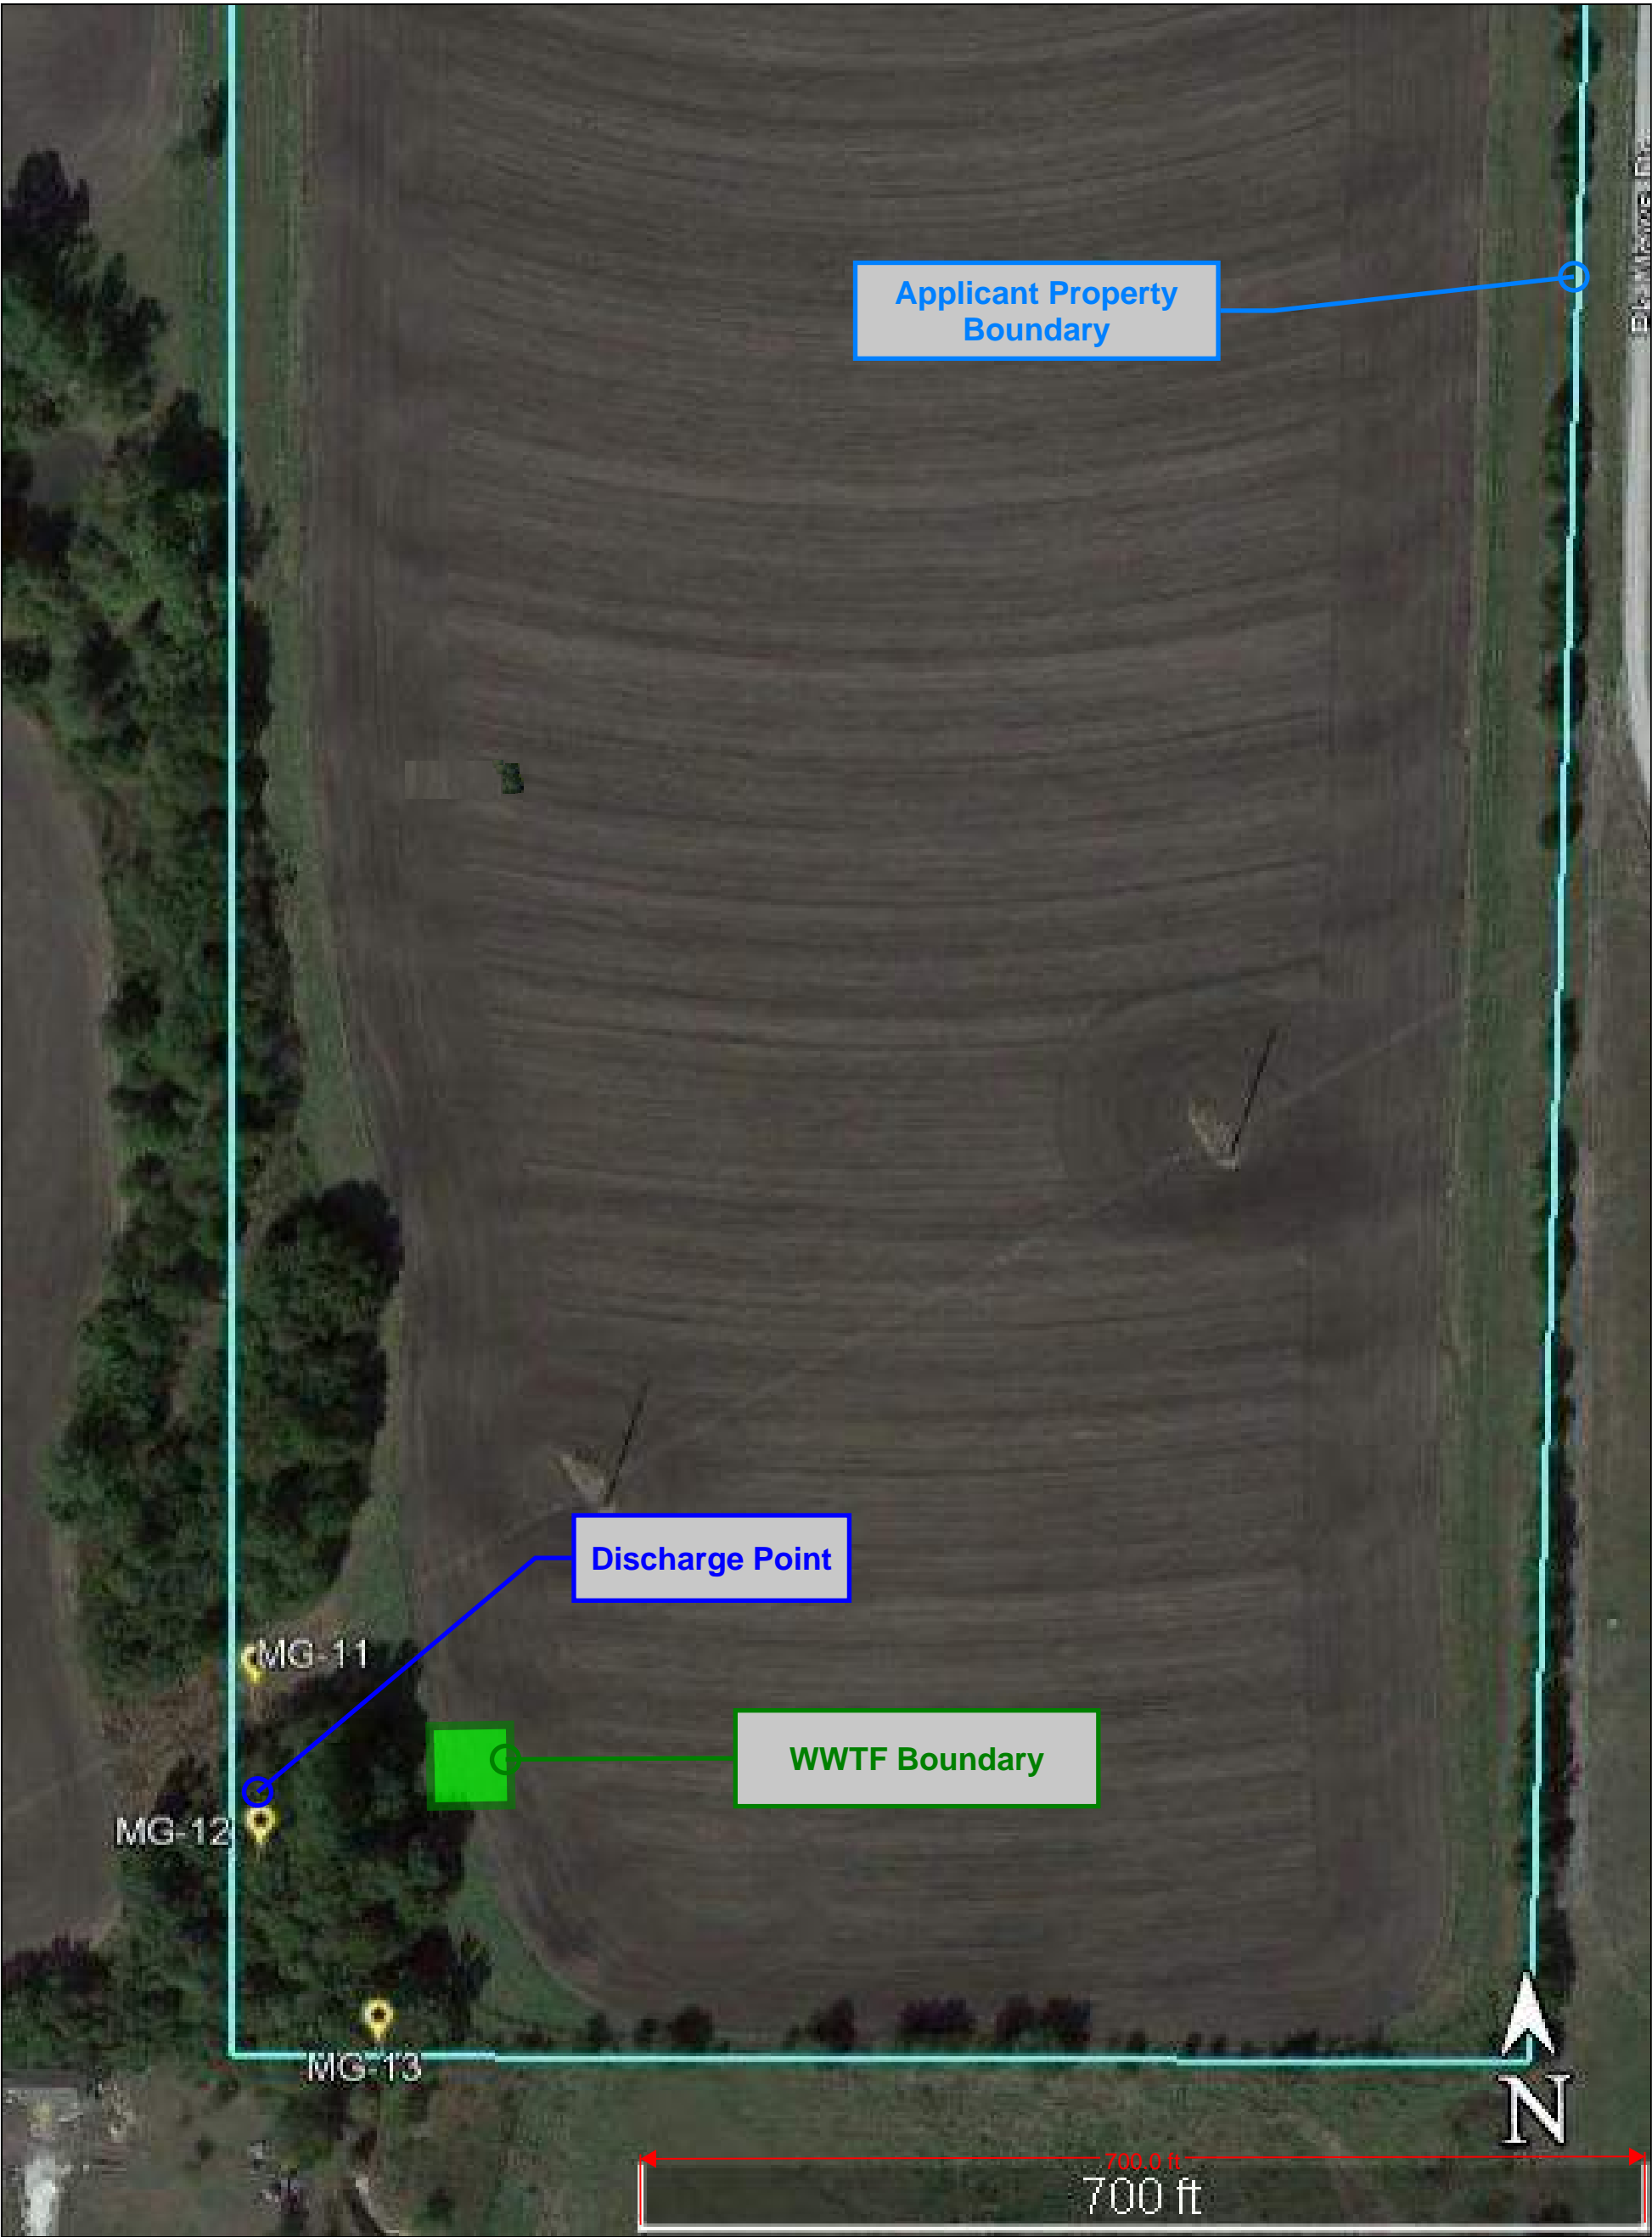 Applicant Property
Boundary
Discharge Point
MG-11
WWTF Boundary
MG-12
MG-13
N
700.0 ft
700 ft